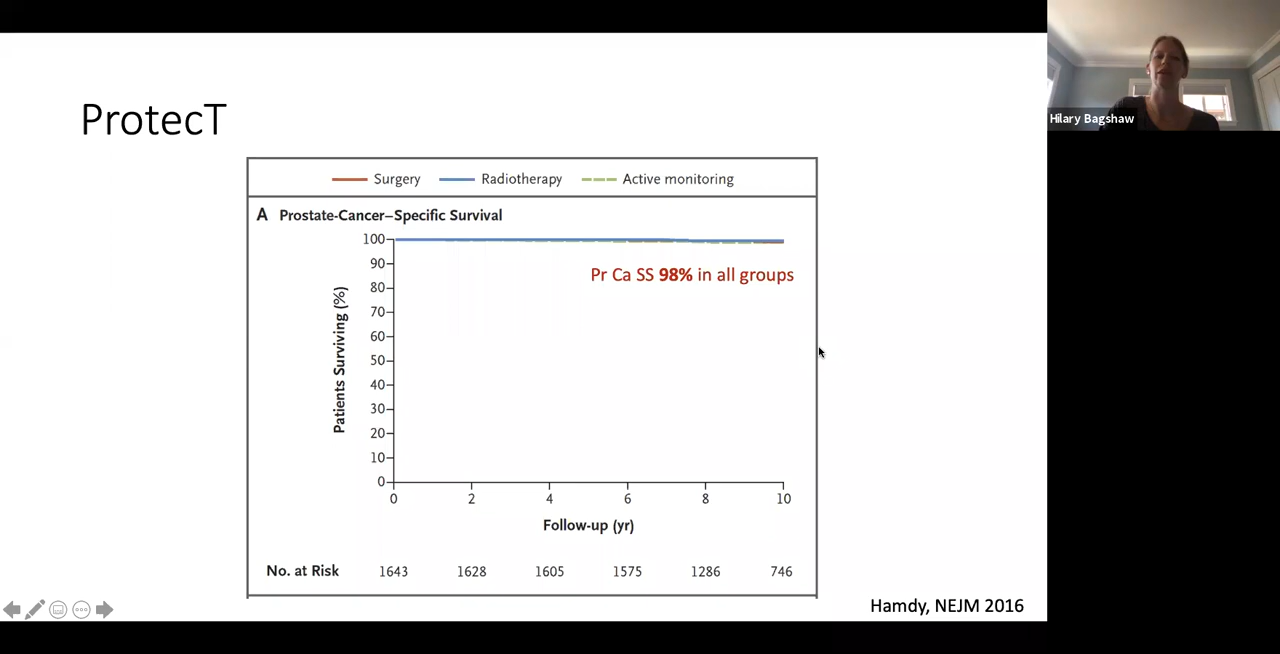 ProtecT
Surgery Radiotherapy Active monitoring
A Prostate-Cancer–Specific Survival
Pr Ca SS 98% in all groups
Patients Surviving (%)
100
90
80
70
60
50
40
30
20
10
0
0 2 4 6 8 10
Follow-up (yr)
No. at Risk 1643 1628 1605 1575 1286 746
Hamdy, NEJM 2016
Hilary Bagshaw